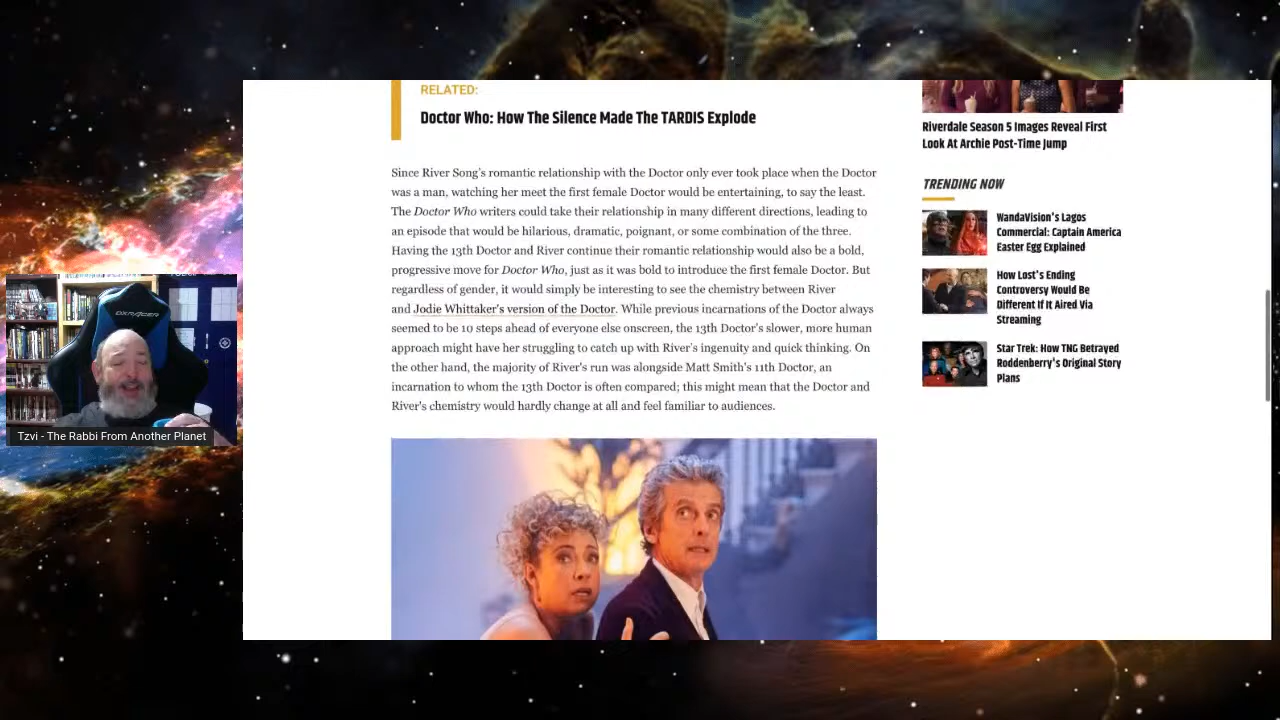 RELATED:
Doctor Who: How The Silence Made The TARDIS Explode
Since River Song's romantic relationship with the Doctor only ever took place when the Doctor
was a man, watching her meet the first female Doctor would be entertaining, to say the least.
The Doctor Who writers could take their relationship in many different directions, leading to
an episode that would be hilarious, dramatic, poignant, or some combination of the three.
Having the 13th Doctor and River continue their romantic relationship would also be a bold,
progressive move for Doctor Who, just as it was bold to introduce the first female Doctor. But
regardless of gender, it would simply be interesting to see the chemistry between River
and Jodie Whittaker's version of the Doctor. While previous incarnations of the Doctor always
seemed to be 10 steps ahead of everyone else onscreen, the 13th Doctor's slower, more human
approach might have her struggling to catch up with River's ingenuity and quick thinking. On
the other hand, the majority of River's run was alongside Matt Smith's 11th Doctor, an
incarnation to whom the 13th Doctor is often compared; this might mean that the Doctor and
River's chemistry would hardly change at all and feel familiar to audiences.
Riverdale Season 5 Images Reveal First
Look At Archie Post-Time Jump
TRENDING NOW
WandaVision's Lagos
Commercial: Captain America
Easter Egg Explained
How Lost's Ending
Controversy Would Be
Different If It Aired Via
Streaming
Star Trek: How TNG Betrayed
Roddenberry's Original Story
Plans
DXRACER
Tzvi - The Rabbi From Another Planet